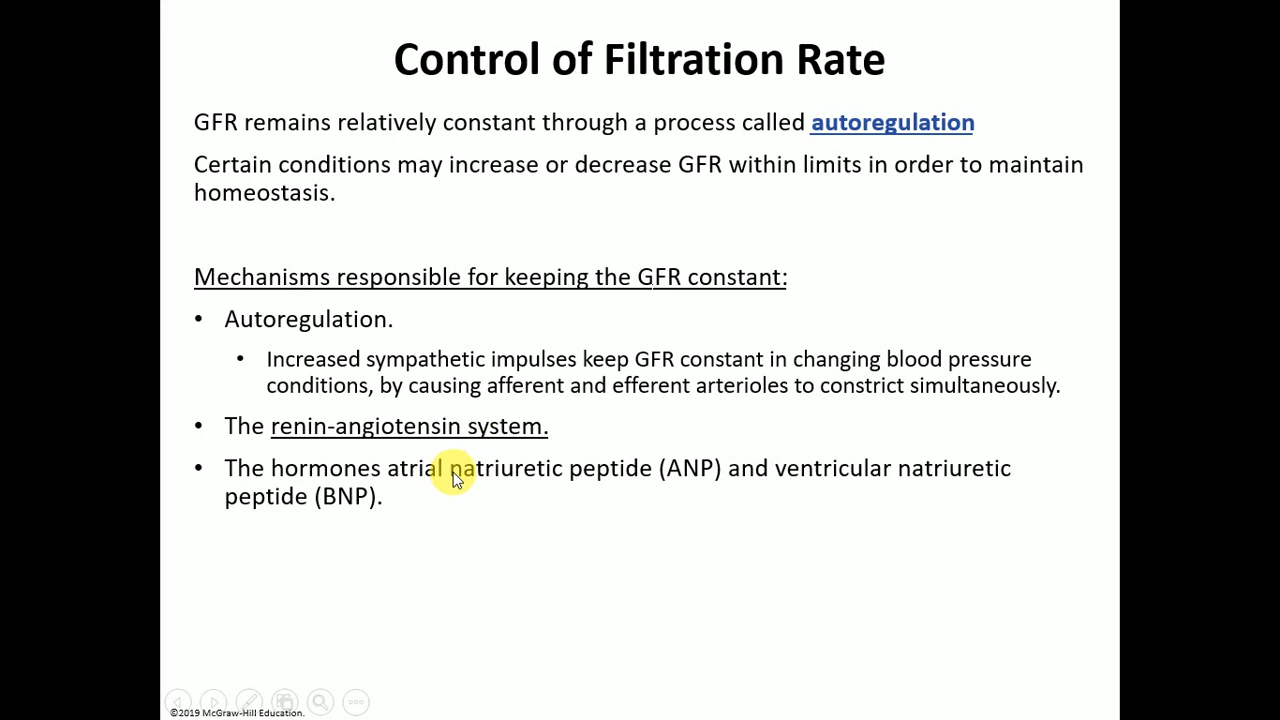 Control of Filtration Rate
GFR remains relatively constant through a process called autoregulation
Certain conditions may increase or decrease GFR within limits in order to maintain
homeostasis.
Mechanisms responsible for keeping the GFR constant:
• Autoregulation.
• Increased sympathetic impulses keep GFR constant in changing blood pressure
conditions, by causing afferent and efferent arterioles to constrict simultaneously.
• The renin-angiotensin system.
• The hormones atrial natriuretic peptide (ANP) and ventricular natriuretic
peptide (BNP).
©2019 McGraw-Hill Education.